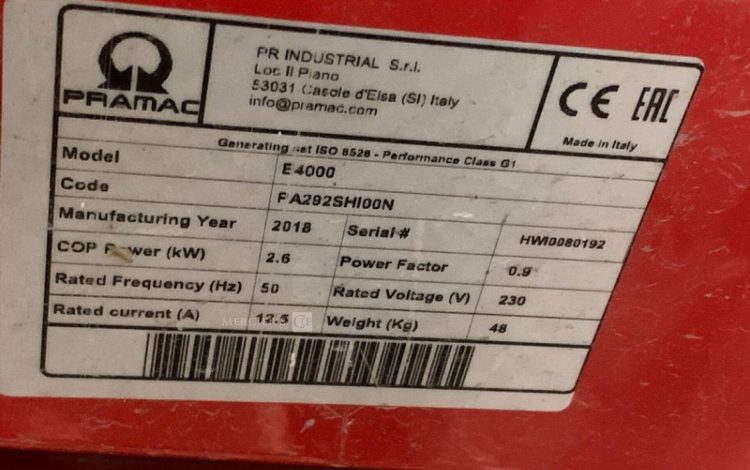 PRAMAC
PR INDUSTRIAL S.r.l.
Loc Il Piano
53031 Casole d'Elsa (SI) Italy
info@pramac.com
CE EAC
Made in Italy
Generating set ISO 8528 - Performance Class G1
Model E4000
Code PA292SHI00N
Manufacturing Year 2018 Serial # HWI0080192
COP Power (kW) 2.6 Power Factor 0.9
Rated Frequency (Hz) 50 Rated Voltage (V) 230
Rated current (A) 12.5 Weight (Kg) 48